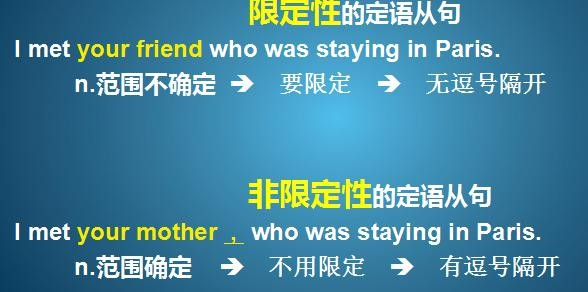 限定性的定语从句
I met your friend who was staying in Paris.
n.范围不确定 ➔ 要限定 ➔ 无逗号隔开
非限定性的定语从句
I met your mother ， who was staying in Paris.
n.范围确定 ➔ 不用限定 ➔ 有逗号隔开